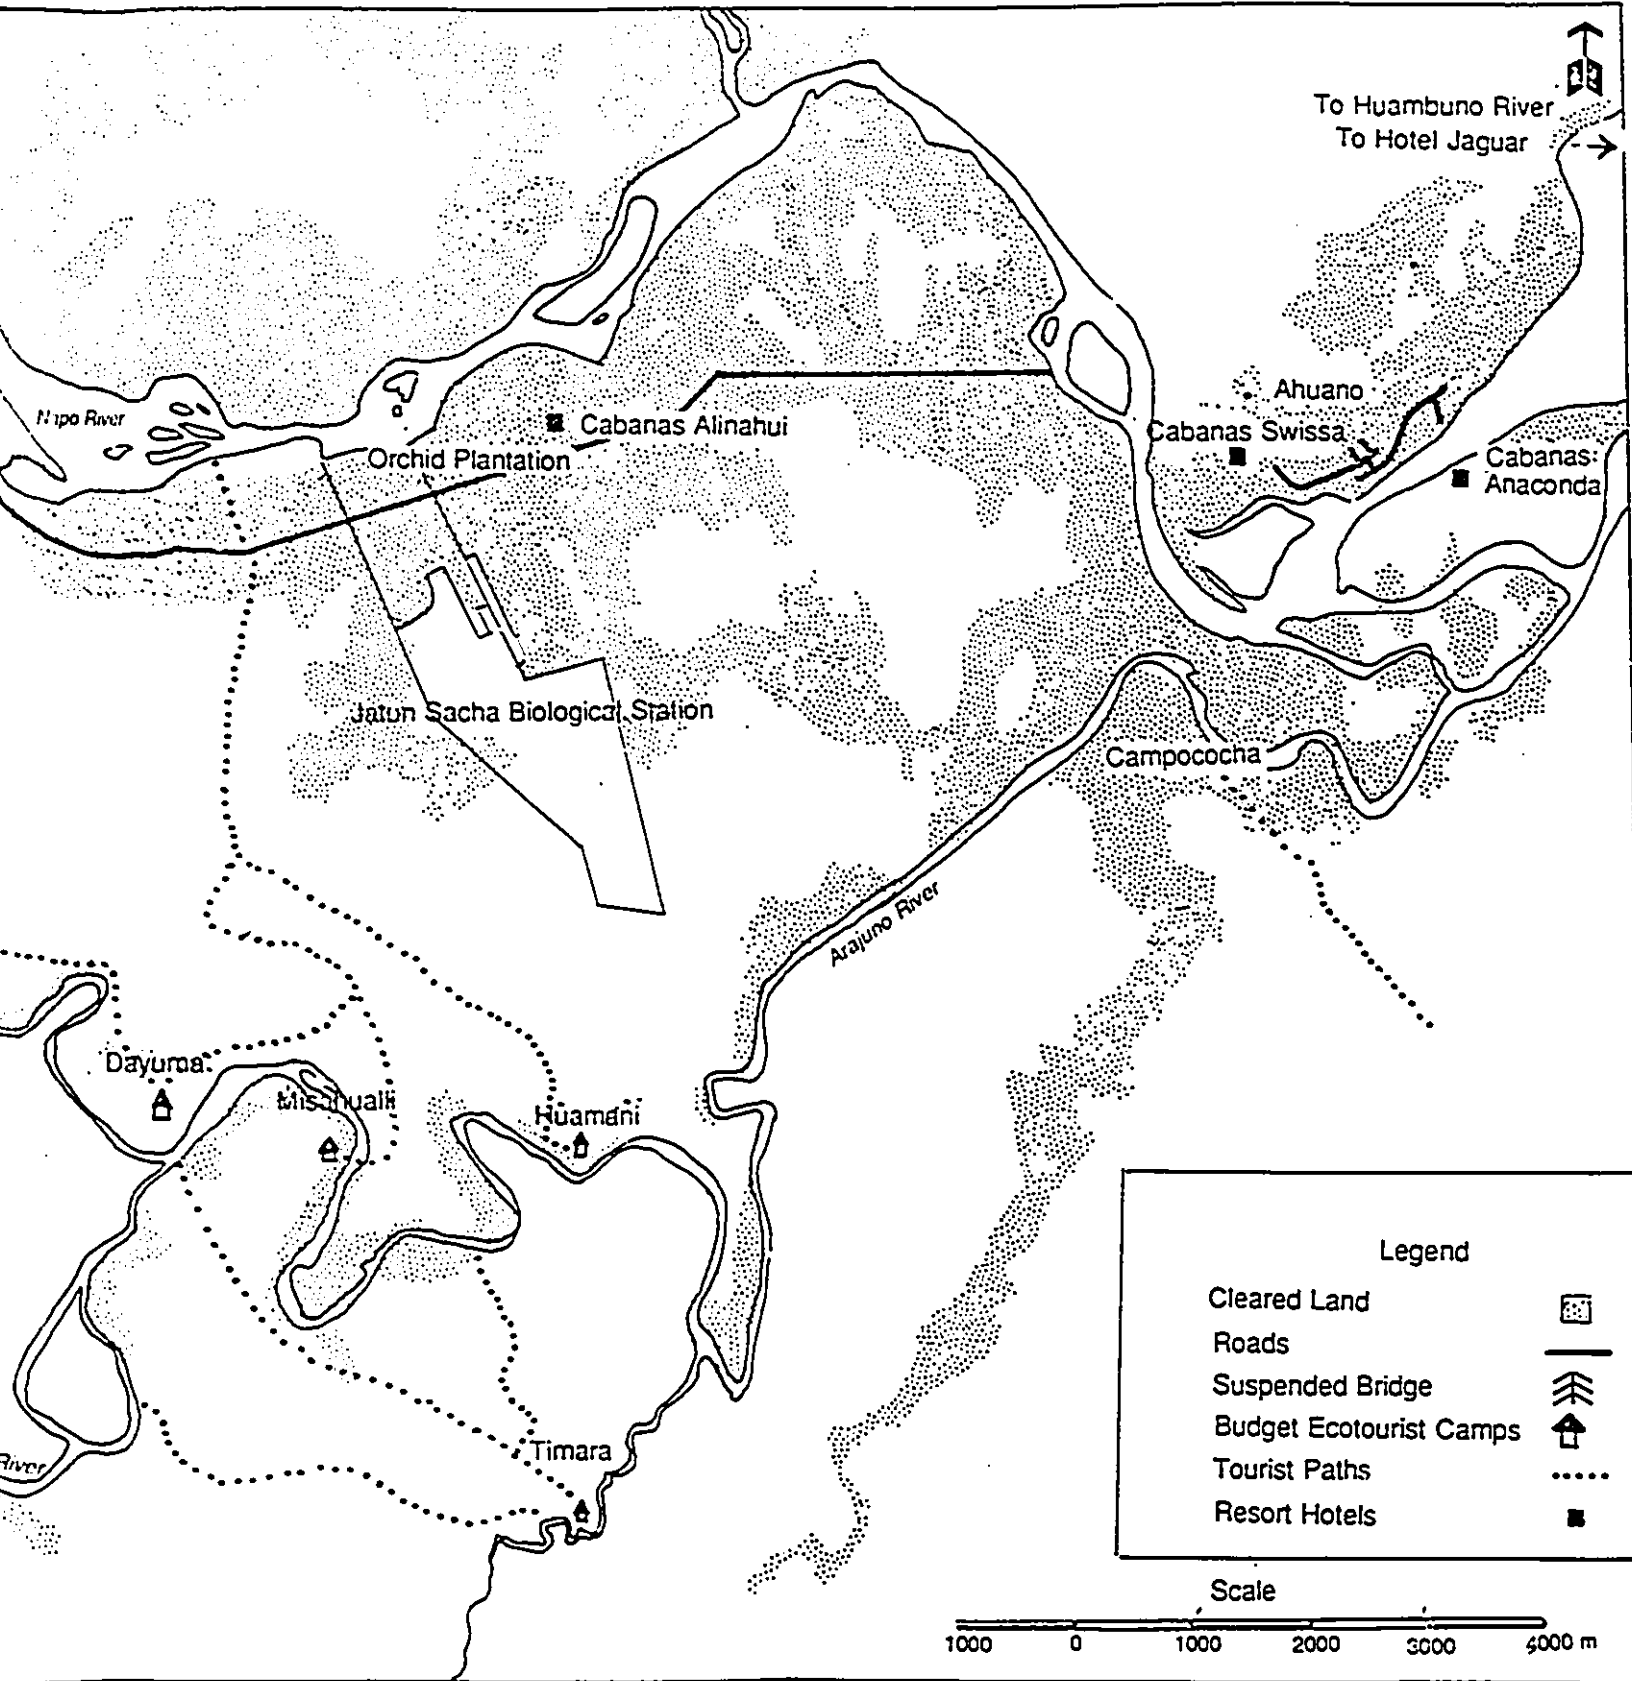 To Huambuno River
To Hotel Jaguar
Napo River
Ahuano
Cabanas Alinahui
Cabanas Swissa
Orchid Plantation
Cabanas
Anaconda
Jatun Sacha Biological Station
Campococha
Arajuno River
Dayuma
Misahualli
Huamani
Timara
River
Legend
Cleared Land
Roads
Suspended Bridge
Budget Ecotourist Camps
Tourist Paths
Resort Hotels
Scale
1000 0 1000 2000 3000 4000 m